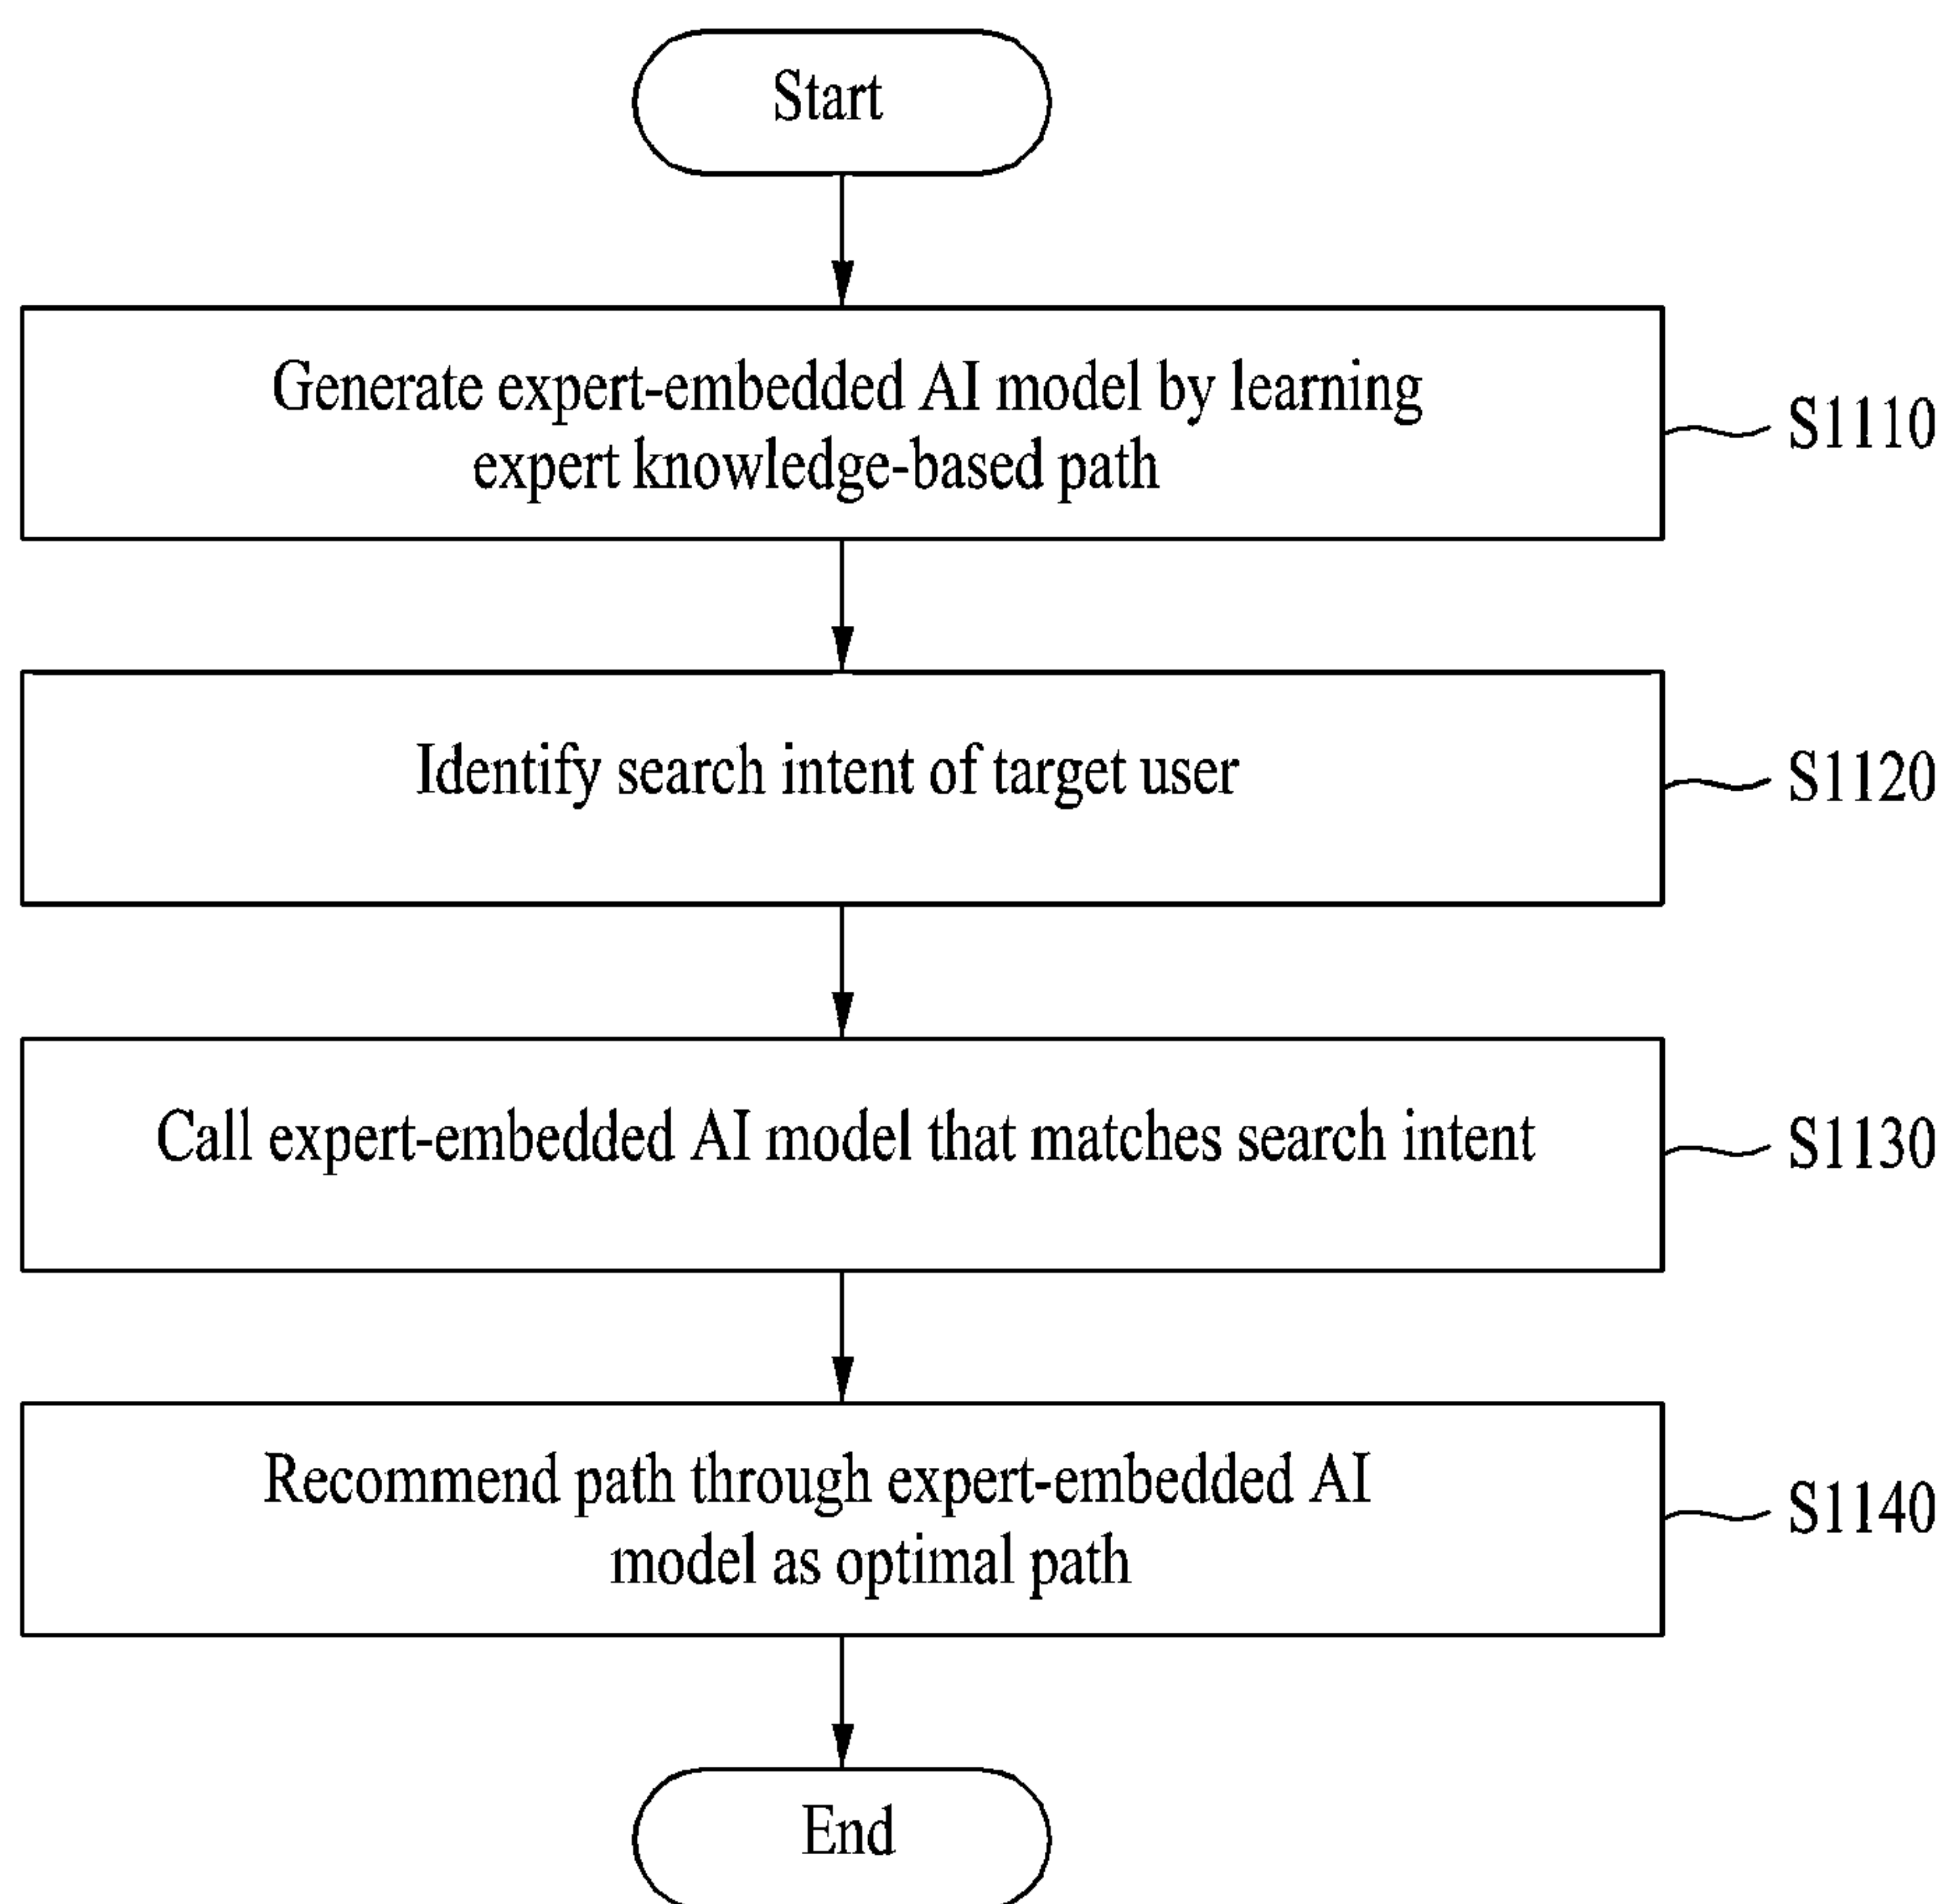 Start
Generate expert-embedded AI model by learning
expert knowledge-based path
S1110
Identify search intent of target user
S1120
Call expert-embedded AI model that matches search intent
S1130
Recommend path through expert-embedded AI
model as optimal path
S1140
End